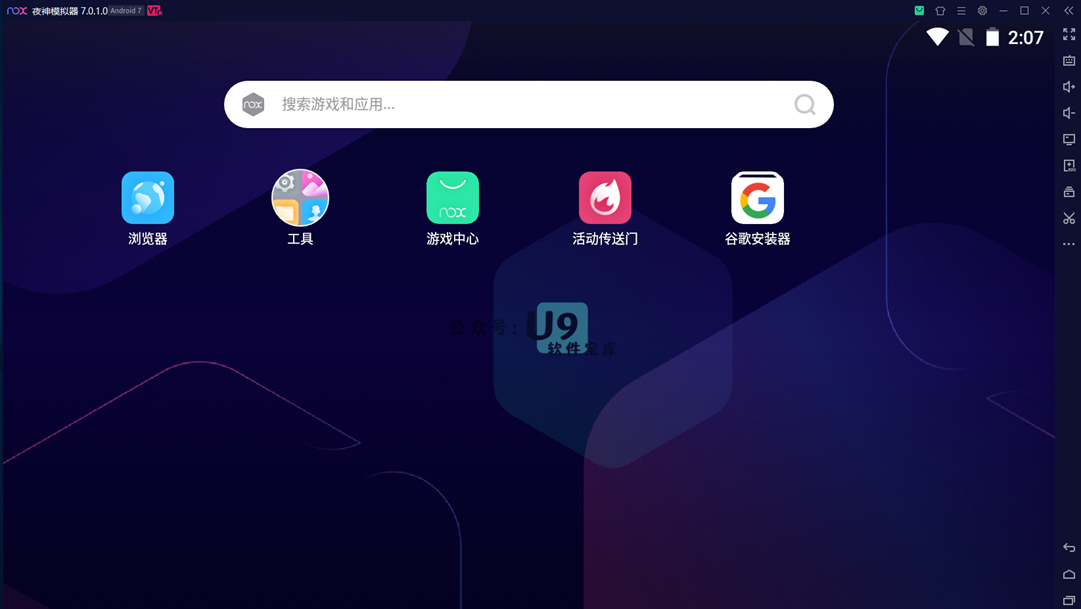 nox 夜神模拟器 7.0.1.0 Android 7 VTx
2:07
nox 搜索游戏和应用...
nox
浏览器
工具
游戏中心
活动传送门
谷歌安装器
公众号：U9
软件宝库